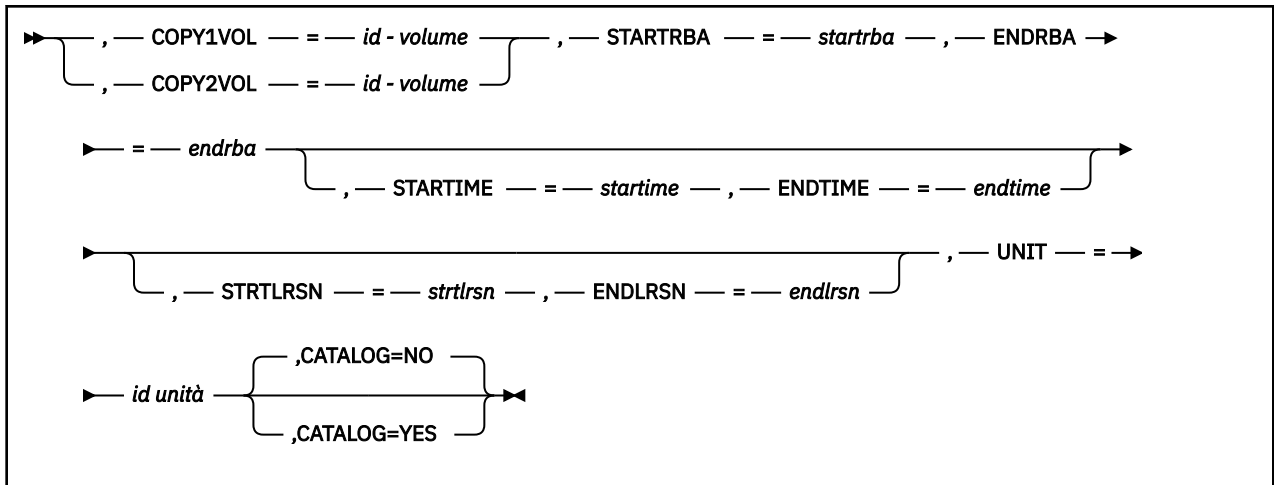 , COPY1VOL = id - volume , STARTRBA = startrba , ENDRBA
, COPY2VOL = id - volume
= endrba
, STARTIME = startime , ENDTIME = endtime
, UNIT =
, STRTLRSN = strtlrsn , ENDLRSN = endlrsn
,CATALOG=NO
id unità
,CATALOG=YES